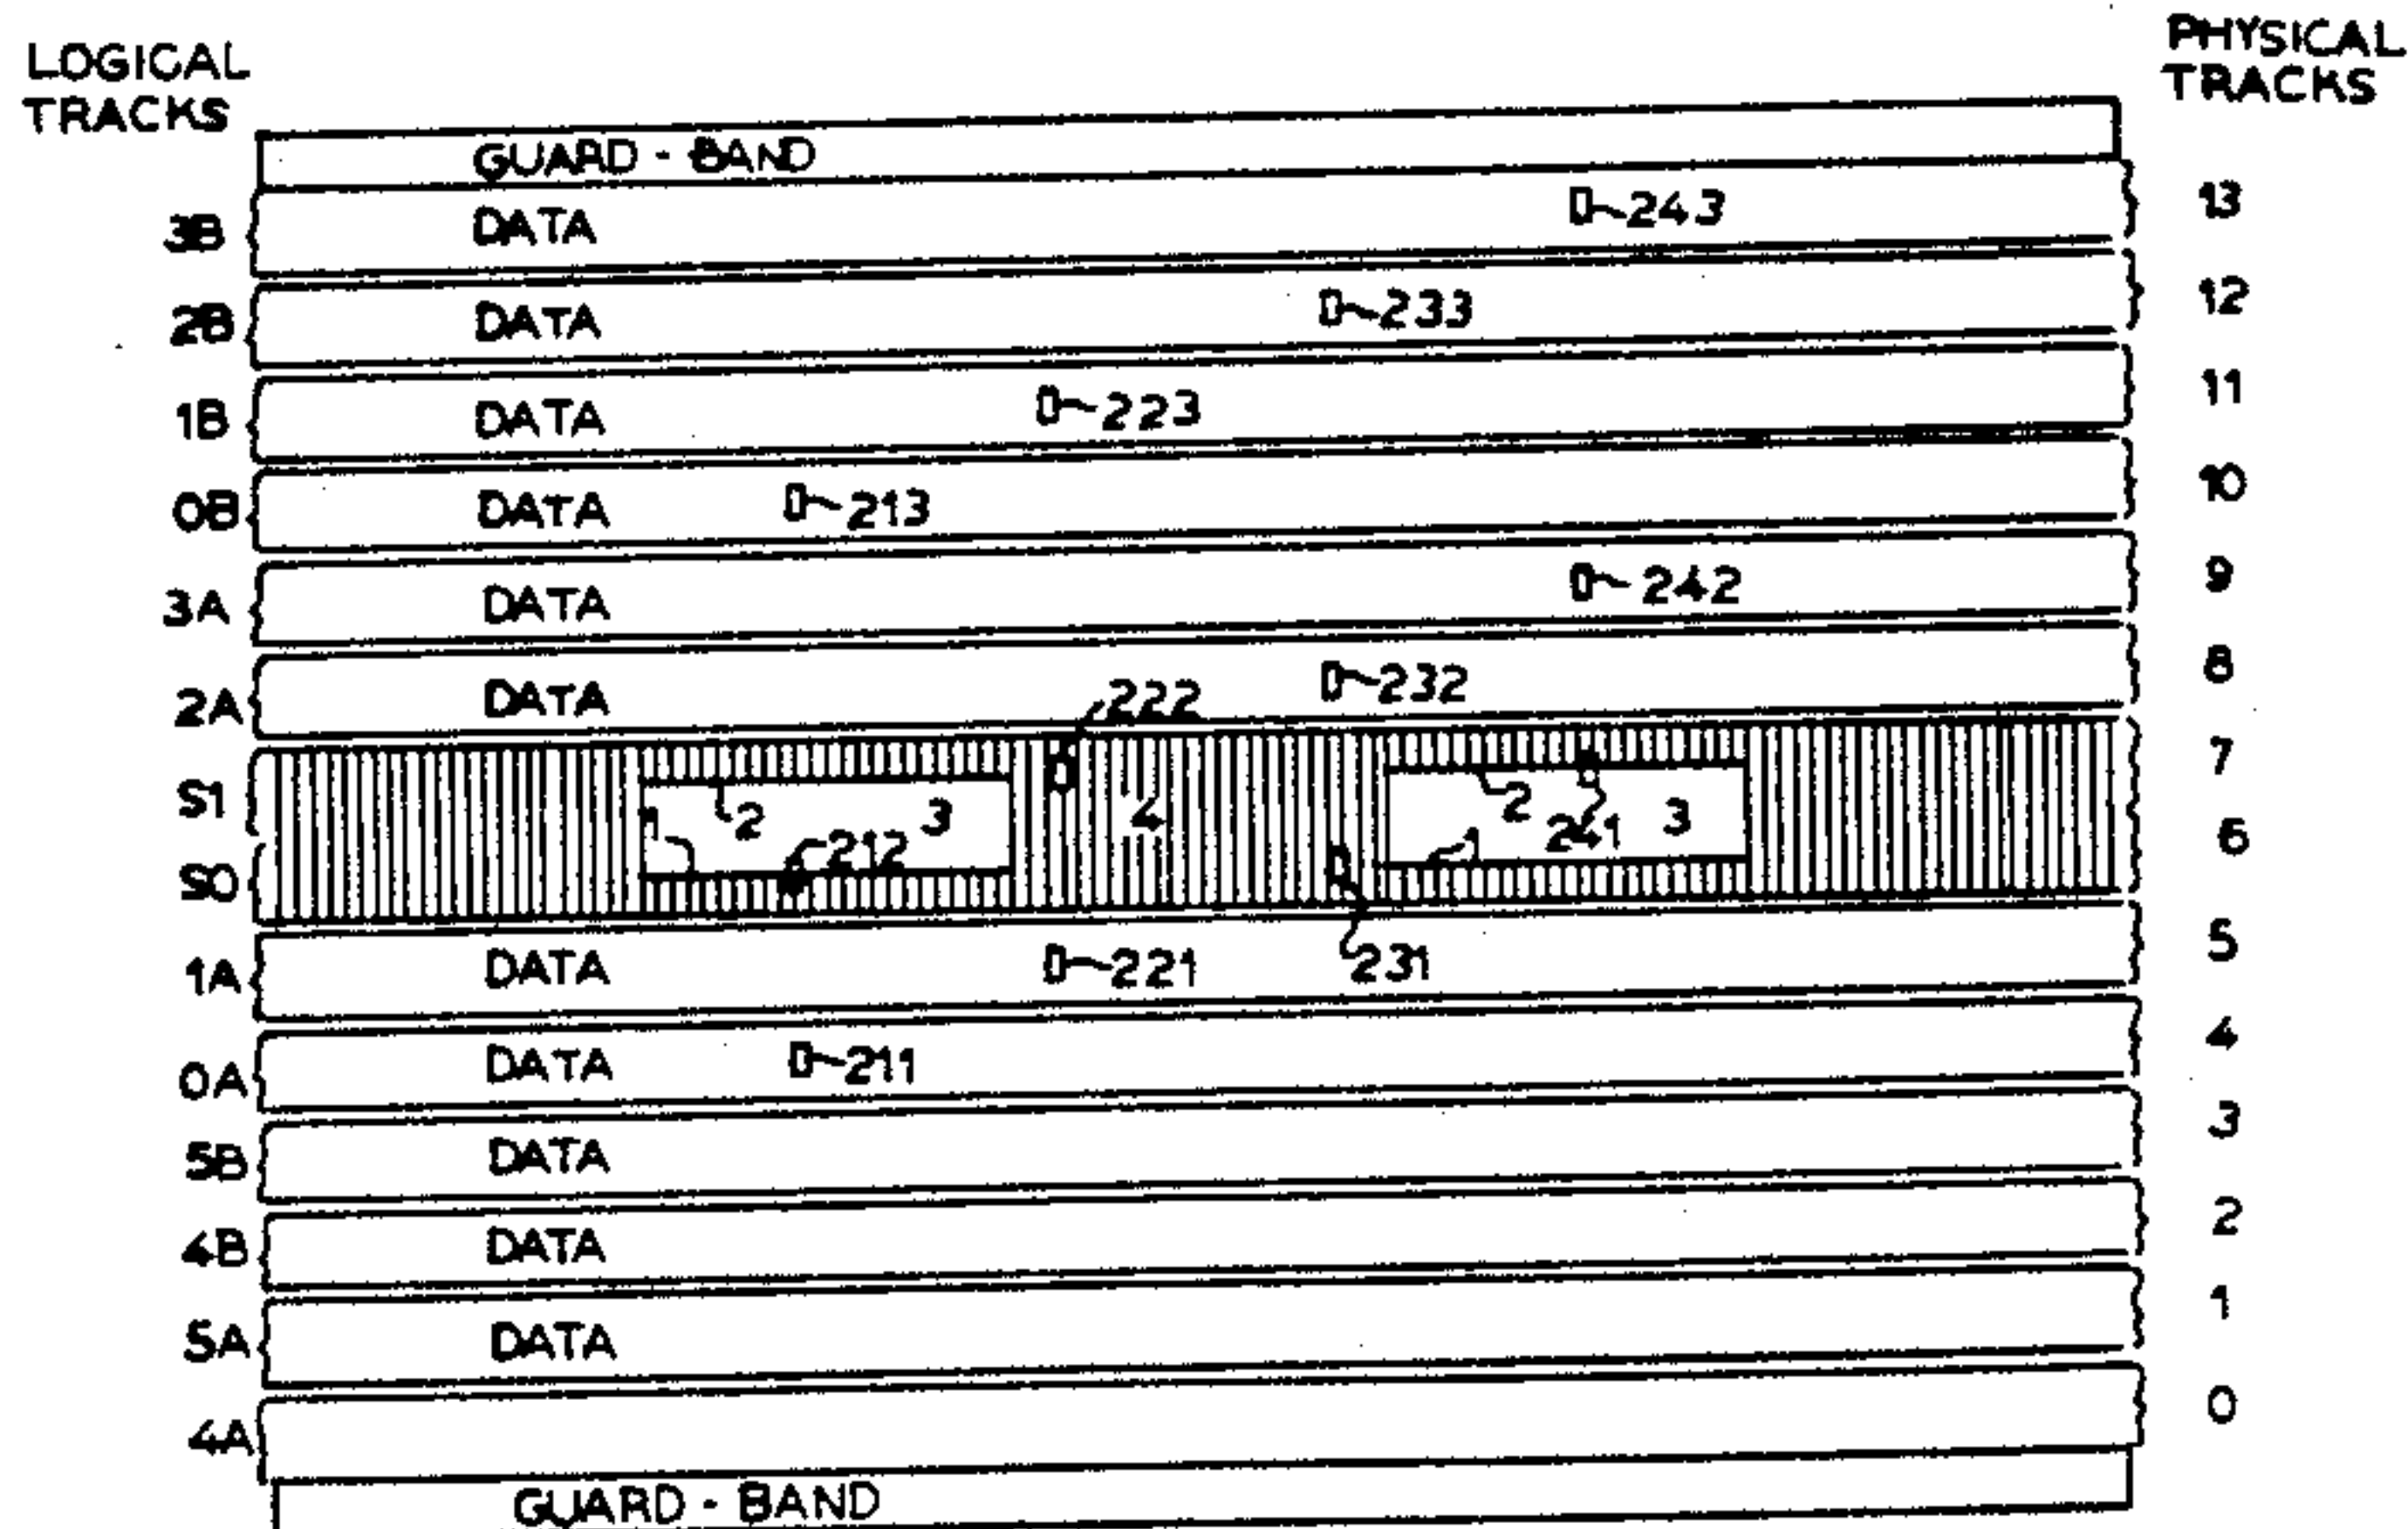 LOGICAL TRACKS
PHYSICAL TRACKS
GUARD - BAND
3B DATA 243 13
2B DATA 233 12
1B DATA 223 11
0B DATA 213 10
3A DATA 242 9
2A DATA 232 8
222
S1 2 3 4 2 3 7
1 212 241 1
S0 6
1A DATA 221 231 5
0A DATA 211 4
5B DATA 3
4B DATA 2
5A DATA 1
4A 0
GUARD - BAND